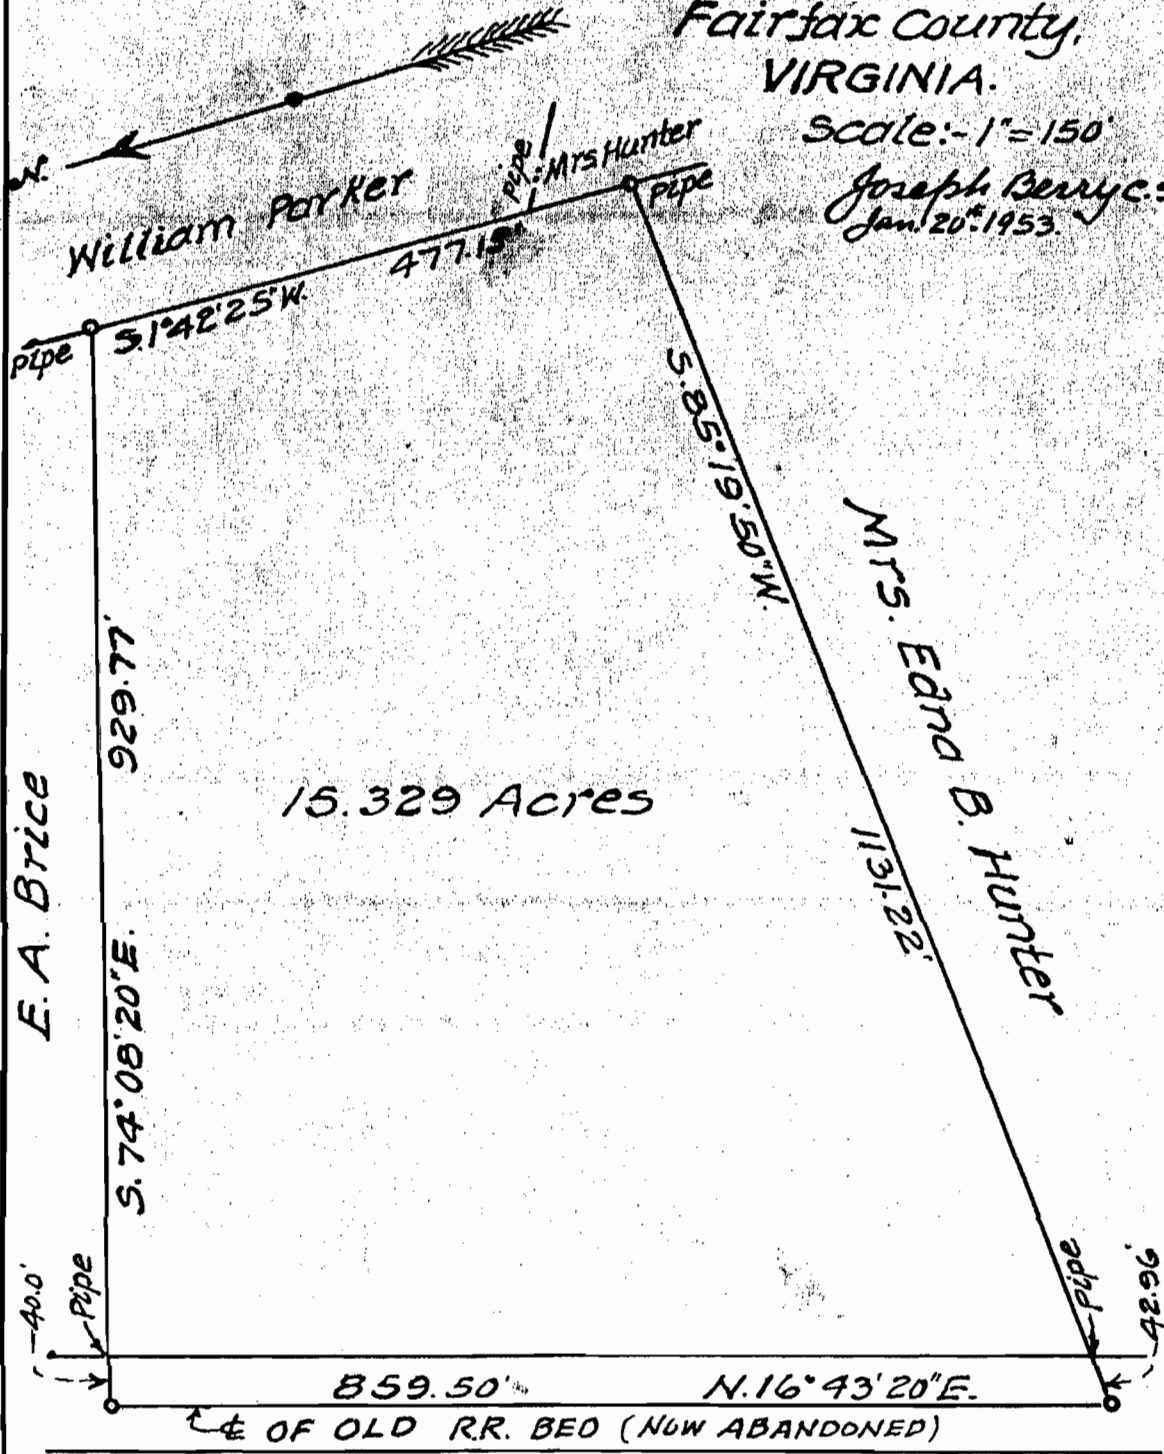 Fairfax County,
VIRGINIA.
Scale:- 1"=150'
Joseph Berry c.s
Jan. 20th 1953.
N.
William Parker
Pipe
Mrs Hunter
Pipe
477.15'
S.1°42'25"W.
Pipe
S.85°19'50"W.
Mrs. Edna B. Hunter
929.77'
15.329 Acres
1131.22'
E. A. Brice
S.74°08'20"E.
40.0'
Pipe
Pipe
42.96'
859.50' N.16°43'20"E.
℄ OF OLD RR. BED (NOW ABANDONED)